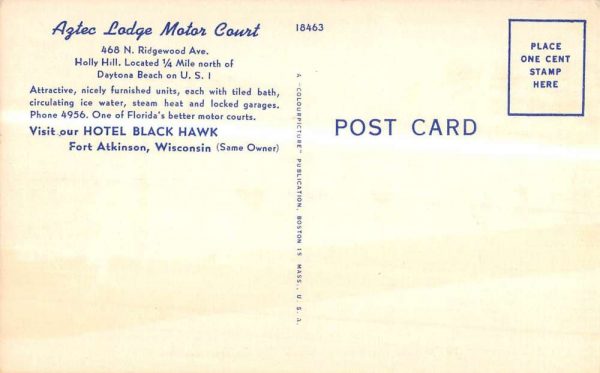 Aztec Lodge Motor Court
468 N. Ridgewood Ave.
Holly Hill. Located ¼ Mile north of
Daytona Beach on U. S. 1
Attractive, nicely furnished units, each with tiled bath,
circulating ice water, steam heat and locked garages.
Phone 4956. One of Florida's better motor courts.
Visit our HOTEL BLACK HAWK
Fort Atkinson, Wisconsin (Same Owner)
18463
A "COLOURPICTURE" PUBLICATION, BOSTON 15 MASS., U. S. A.
POST CARD
PLACE
ONE CENT
STAMP
HERE